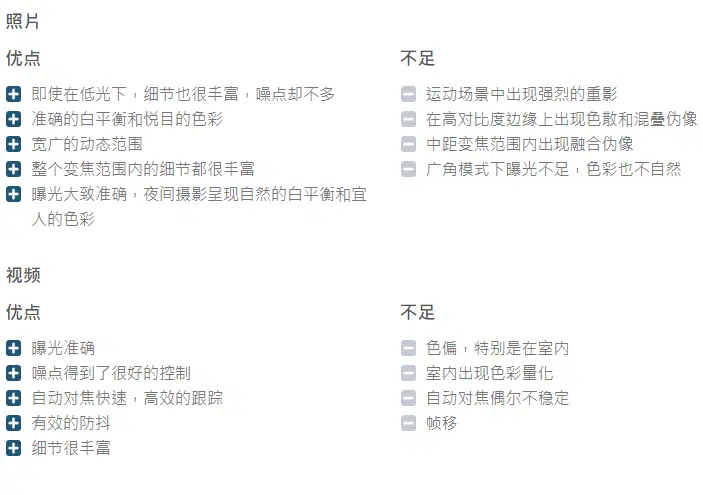 照片
优点
即使在低光下，细节也很丰富，噪点却不多
准确的白平衡和悦目的色彩
宽广的动态范围
整个变焦范围内的细节都很丰富
曝光大致准确，夜间摄影呈现自然的白平衡和宜
人的色彩
不足
运动场景中出现强烈的重影
在高对比度边缘上出现色散和混叠伪像
中距变焦范围内出现融合伪像
广角模式下曝光不足，色彩也不自然
视频
优点
曝光准确
噪点得到了很好的控制
自动对焦快速，高效的跟踪
有效的防抖
细节很丰富
不足
色偏，特别是在室内
室内出现色彩量化
自动对焦偶尔不稳定
帧移